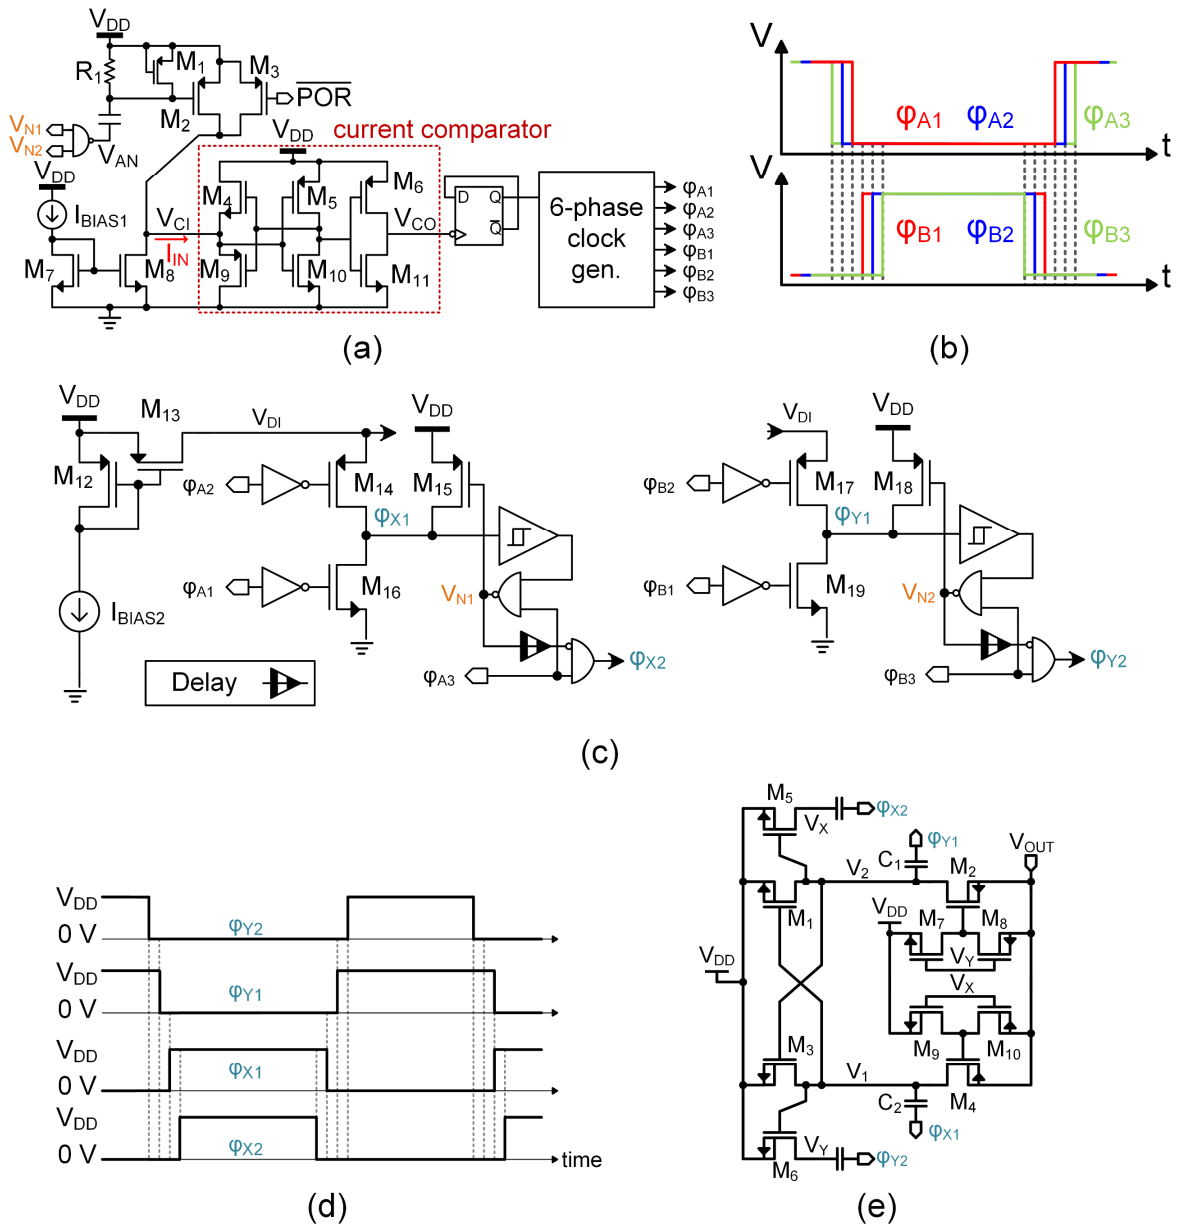 VDD
R1
M1
M3
M2
POR
VN1
VN2
VAN
current comparator
VDD
VDD
IBIAS1
VCI
IIN
M7
M8
M4
M5
M6
M9
M10
M11
VCO
D
Q
Q
6-phase
clock
gen.
φA1
φA2
φA3
φB1
φB2
φB3
(a)
V
φA1
φA2
φA3
t
V
φB1
φB2
φB3
t
(b)
VDD
M13
VDI
VDD
M12
φA2
M14
M15
φX1
φA1
M16
VN1
IBIAS2
φX2
φA3
Delay
VDI
VDD
φB2
M17
M18
φY1
φB1
M19
VN2
φY2
φB3
(c)
VDD
0 V
φY2
VDD
0 V
φY1
VDD
0 V
φX1
VDD
0 V
φX2
time
(d)
M5
VX
φX2
φY1
C1
V2
M2
VOUT
M1
VDD
M7
M8
VY
VDD
VX
M9
M10
M3
V1
C2
M4
φX1
VY
φY2
M6
(e)